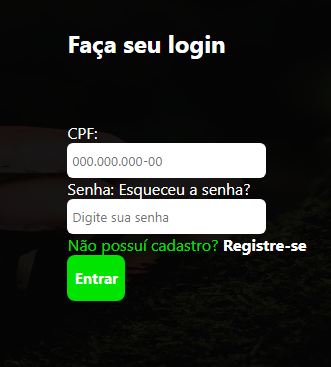 Faça seu login
CPF:
000.000.000-00
Senha: Esqueceu a senha?
Digite sua senha
Não possuí cadastro? Registre-se
Entrar